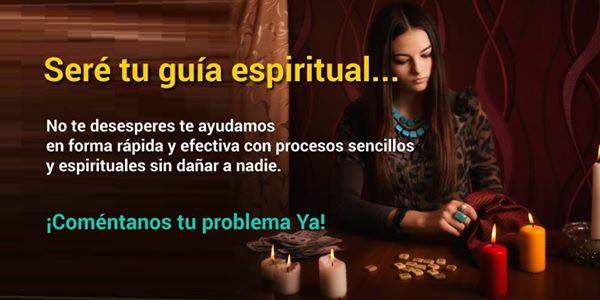 Seré tu guía espiritual...
No te desesperes te ayudamos
en forma rápida y efectiva con procesos sencillos
y espirituales sin dañar a nadie.
¡Coméntanos tu problema Ya!